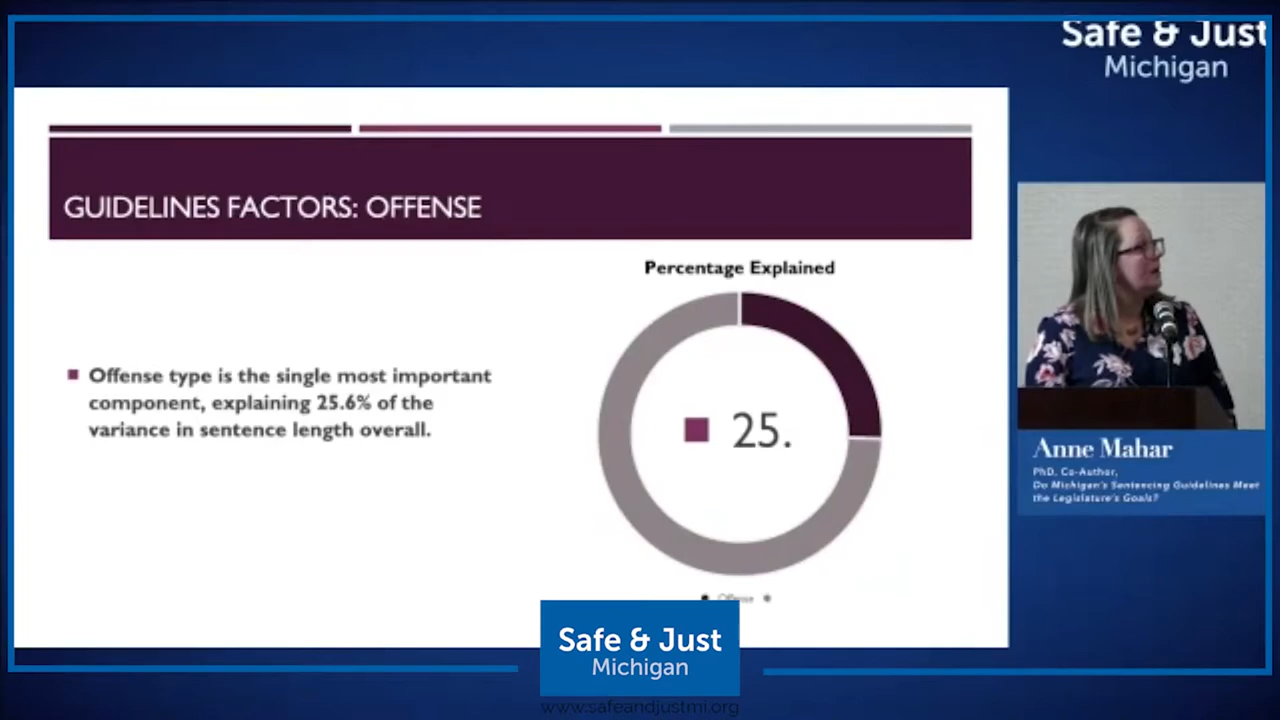 Safe & Just
Michigan
GUIDELINES FACTORS: OFFENSE
Percentage Explained
Offense type is the single most important
component, explaining 25.6% of the
variance in sentence length overall.
25.
Offense
Anne Mahar
PhD, Co-Author,
Do Michigan's Sentencing Guidelines Meet
the Legislature's Goals?
Safe & Just
Michigan
www.safeandjustmi.org